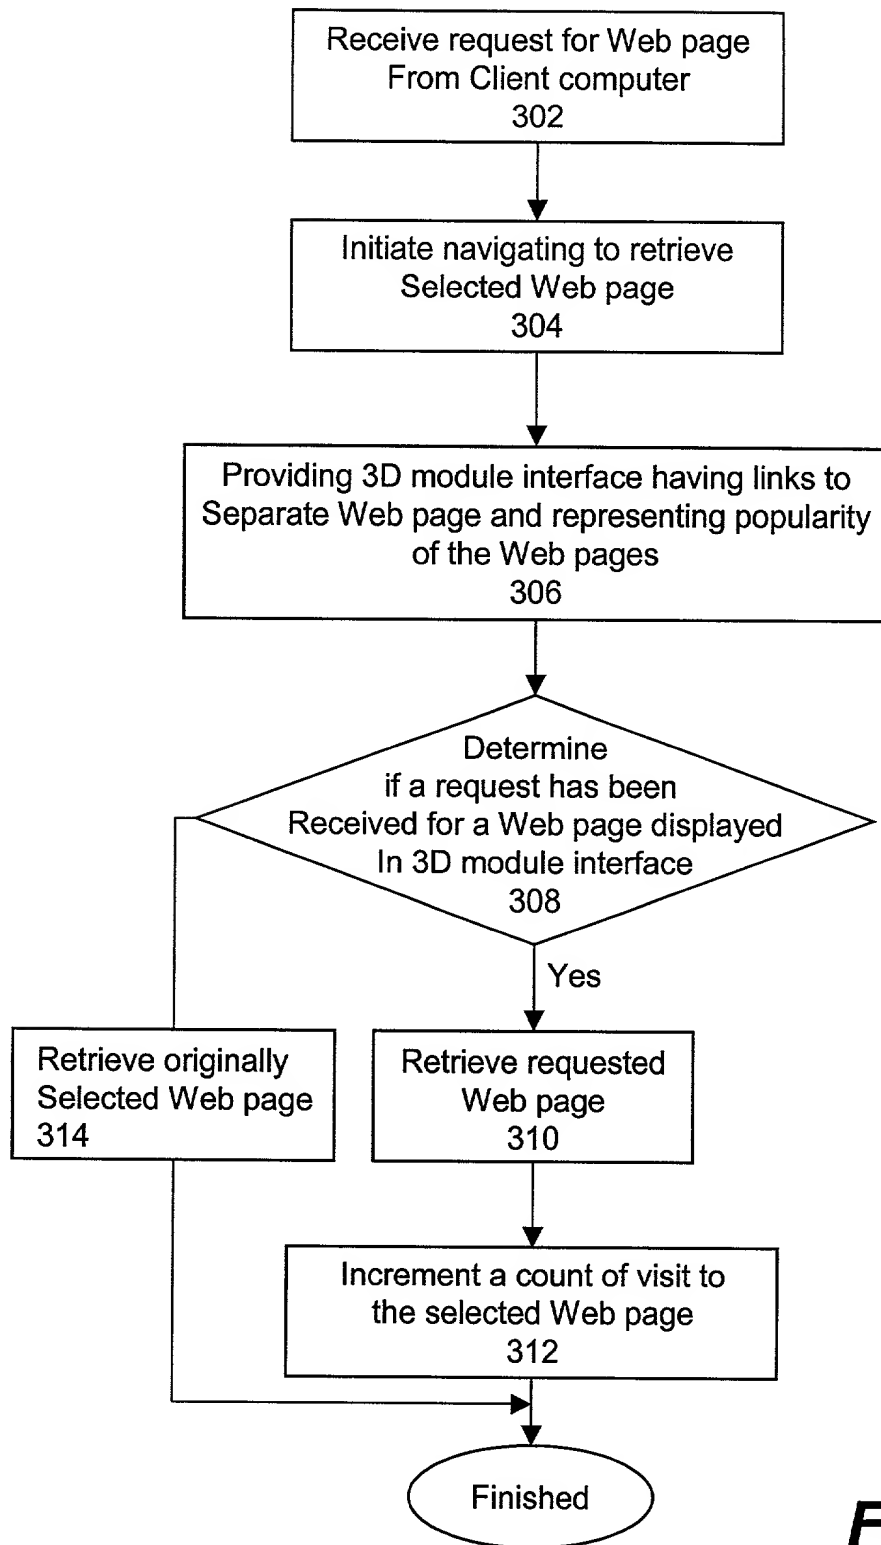 Receive request for Web page
From Client computer
302
Initiate navigating to retrieve
Selected Web page
304
Providing 3D module interface having links to
Separate Web page and representing popularity
of the Web pages
306
Determine
if a request has been
Received for a Web page displayed
In 3D module interface
308
Yes
Retrieve originally
Selected Web page
314
Retrieve requested
Web page
310
Increment a count of visit to
the selected Web page
312
Finished
F